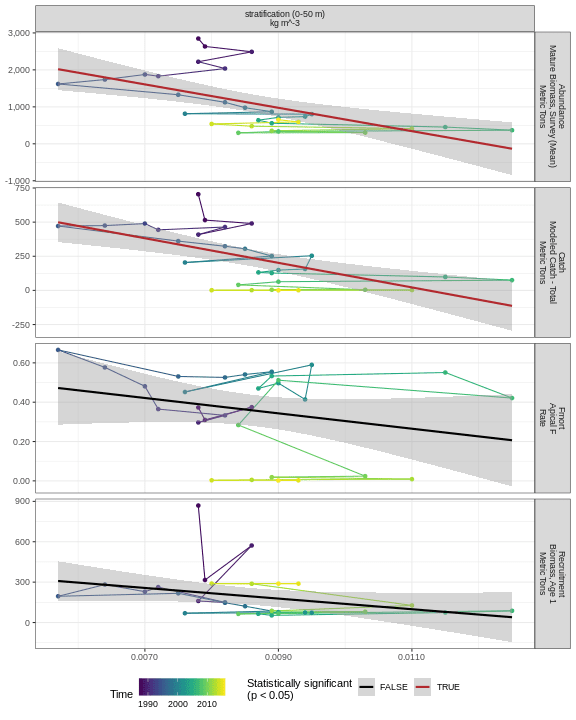 stratification (0-50 m)
kg m^-3
3,000
2,000
1,000
0
-1,000
Abundance
Mature Biomass, Survey (Mean)
Metric Tons
750
500
250
0
-250
Catch
Modeled Catch - Total
Metric Tons
0.60
0.40
0.20
0.00
Fmort
Apical F
Rate
900
600
300
0
Recruitment
Biomass, Age 1
Metric Tons
0.0070 0.0090 0.0110
Time
1990 2000 2010
Statistically significant
(p < 0.05)
FALSE TRUE